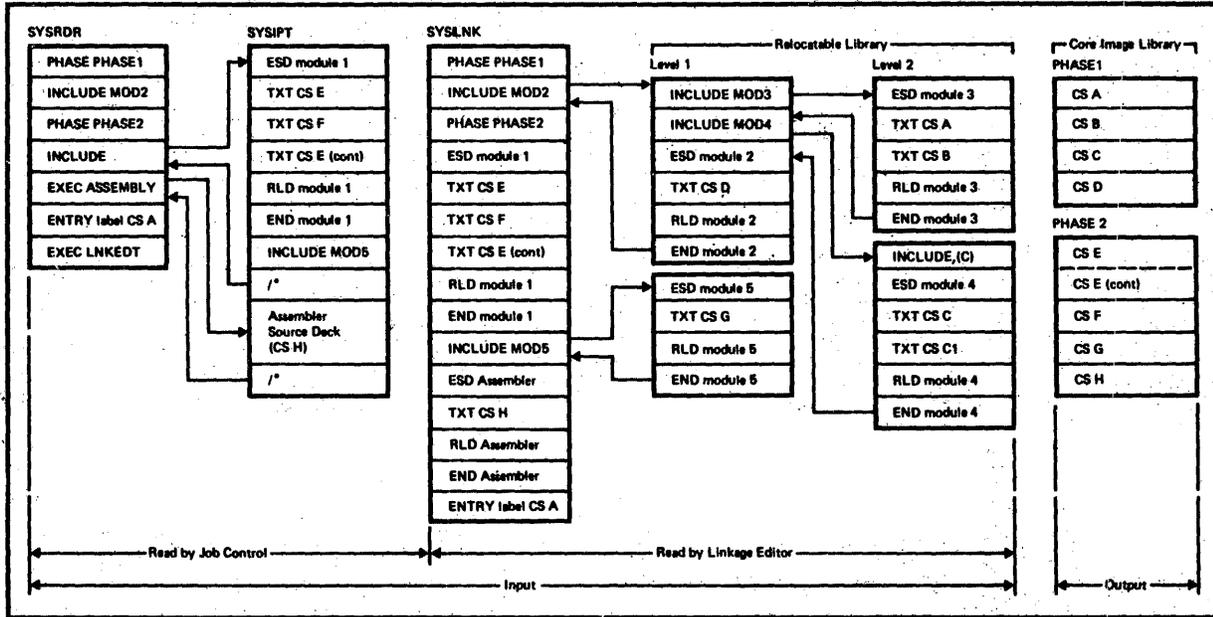 SYSRDR
PHASE PHASE1
INCLUDE MOD2
PHASE PHASE2
INCLUDE
EXEC ASSEMBLY
ENTRY label CS A
EXEC LNKEDT
SYSIPT
ESD module 1
TXT CS E
TXT CS F
TXT CS E (cont)
RLD module 1
END module 1
INCLUDE MOD5
/*
Assembler
Source Deck
(CS H)
/*
SYSLNK
PHASE PHASE1
INCLUDE MOD2
PHASE PHASE2
ESD module 1
TXT CS E
TXT CS F
TXT CS E (cont)
RLD module 1
END module 1
INCLUDE MOD5
ESD Assembler
TXT CS H
RLD Assembler
END Assembler
ENTRY label CS A
Relocatable Library
Level 1
INCLUDE MOD3
INCLUDE MOD4
ESD module 2
TXT CS D
RLD module 2
END module 2
ESD module 5
TXT CS G
RLD module 5
END module 5
Level 2
ESD module 3
TXT CS A
TXT CS B
RLD module 3
END module 3
INCLUDE,(C)
ESD module 4
TXT CS C
TXT CS C1
RLD module 4
END module 4
Core Image Library
PHASE1
CS A
CS B
CS C
CS D
PHASE 2
CS E
CS E (cont)
CS F
CS G
CS H
Read by Job Control
Read by Linkage Editor
Input
Output